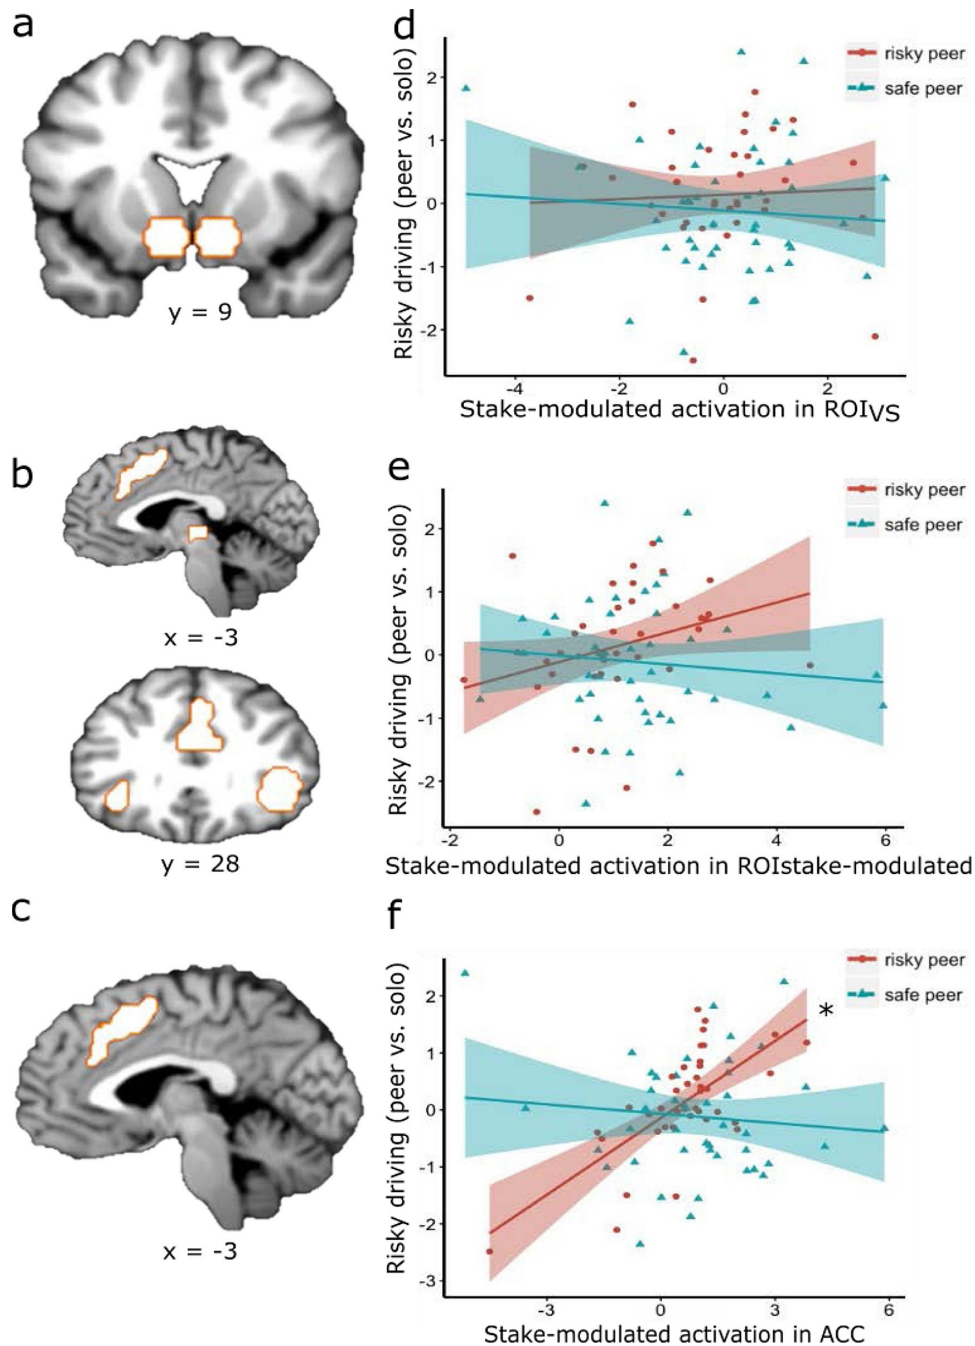 a
y = 9
d
risky peer
safe peer
Risky driving (peer vs. solo)
2
1
0
-1
-2
-4
-2
0
2
Stake-modulated activation in ROIVS
b
x = -3
y = 28
e
risky peer
safe peer
Risky driving (peer vs. solo)
2
1
0
-1
-2
-2
0
2
4
6
Stake-modulated activation in ROIstake-modulated
c
x = -3
f
risky peer
safe peer
*
Risky driving (peer vs. solo)
2
1
0
-1
-2
-3
-3
0
3
6
Stake-modulated activation in ACC